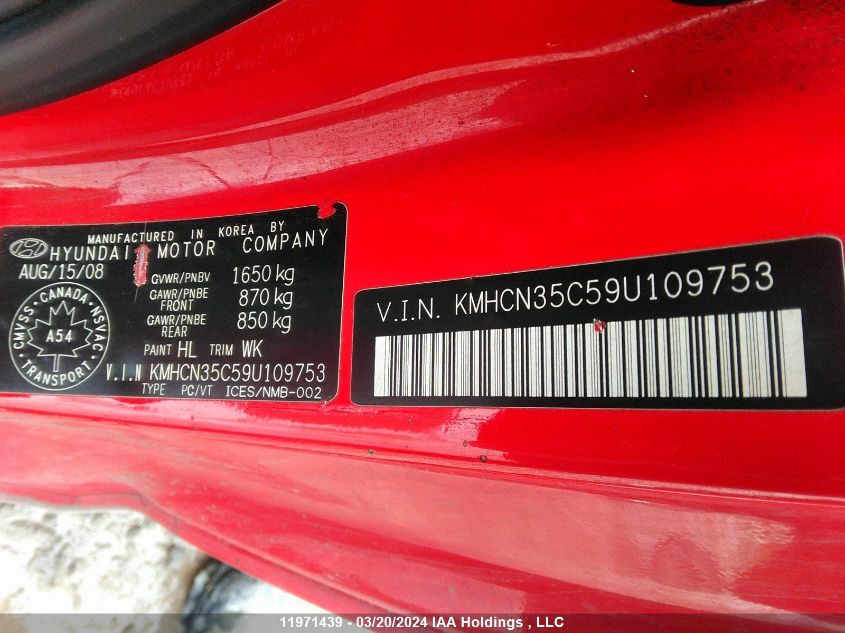 MANUFACTURED IN KOREA BY
HYUNDAI MOTOR COMPANY
AUG/15/08
GVWR/PNBV 1650 kg
GAWR/PNBE FRONT 870 kg
GAWR/PNBE REAR 850 kg
PAINT HL TRIM WK
V.I.N KMHCN35C59U109753
TYPE PC/VT ICES/NMB-002
CMVSS · CANADA · NSVAC · TRANSPORT ·
A54
V.I.N. KMHCN35C59U109753
11971439 - 03/20/2024 IAA Holdings , LLC